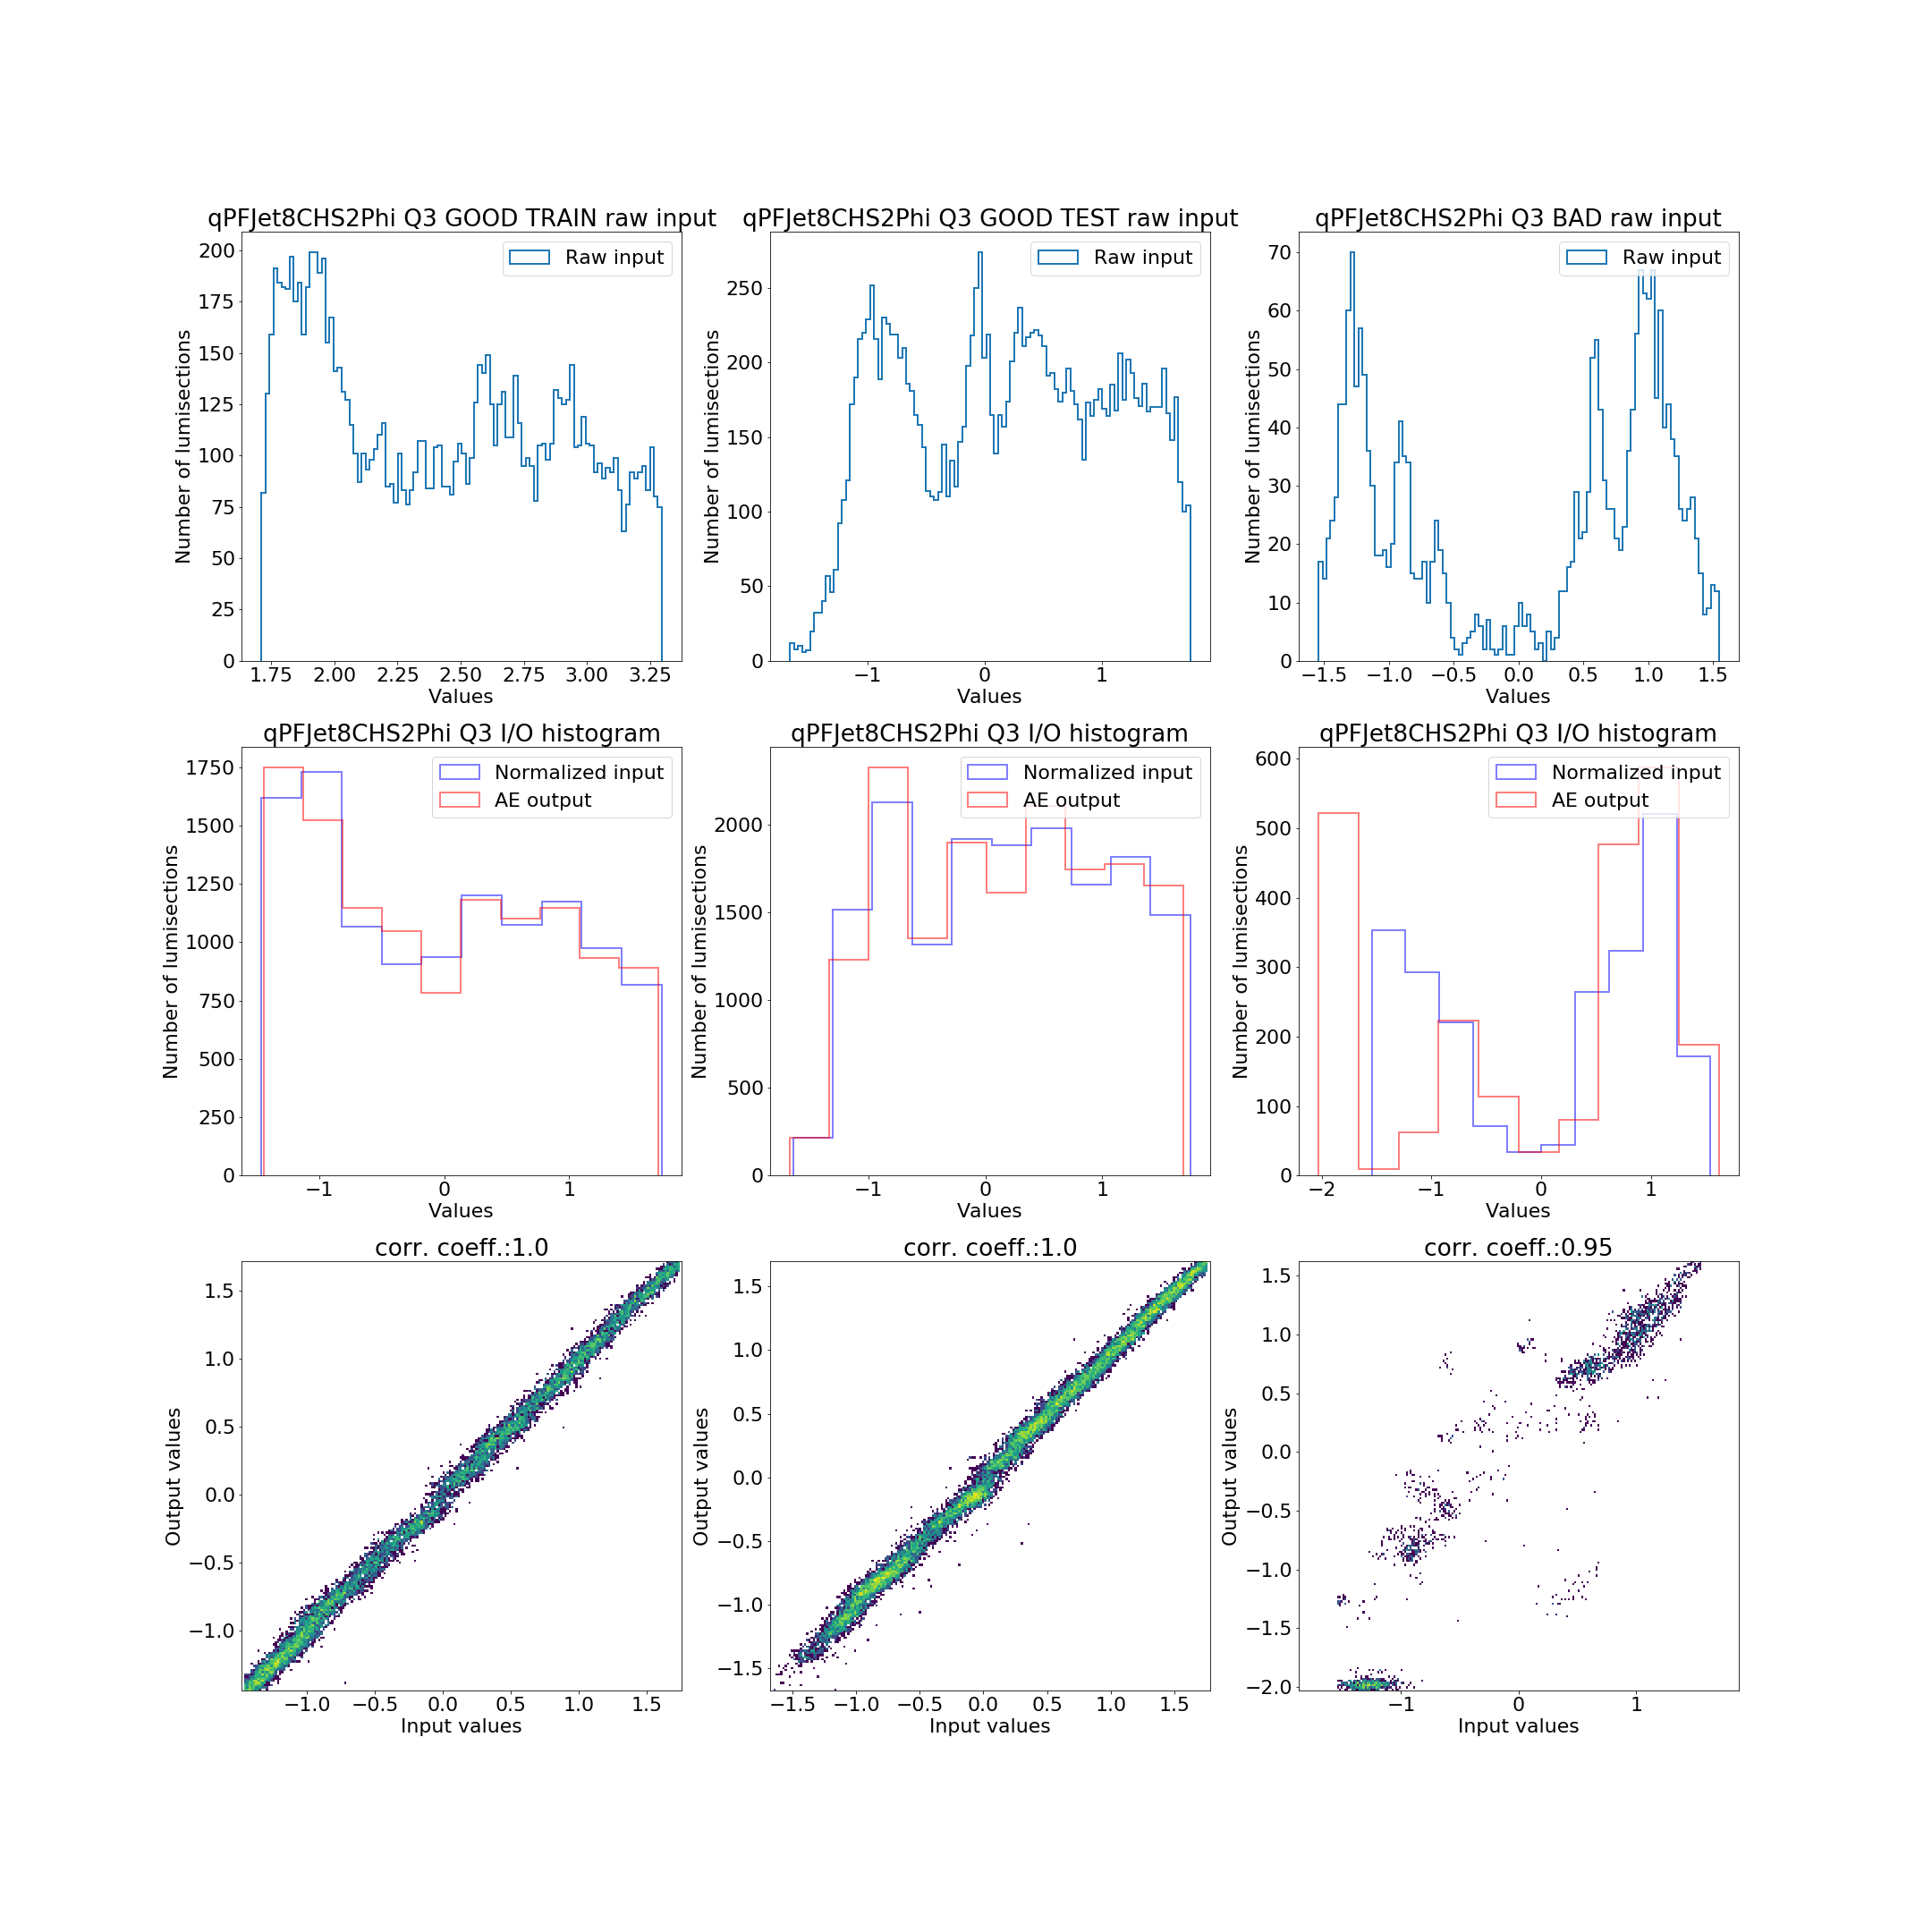 qPFJet8CHS2Phi Q3 GOOD TRAIN raw input
Raw input
200
175
150
125
100
75
50
25
0
Number of lumisections
1.75 2.00 2.25 2.50 2.75 3.00 3.25
Values
qPFJet8CHS2Phi Q3 GOOD TEST raw input
Raw input
250
200
150
100
50
0
Number of lumisections
−1 0 1
Values
qPFJet8CHS2Phi Q3 BAD raw input
Raw input
70
60
50
40
30
20
10
0
Number of lumisections
−1.5 −1.0 −0.5 0.0 0.5 1.0 1.5
Values
qPFJet8CHS2Phi Q3 I/O histogram
Normalized input
AE output
1750
1500
1250
1000
750
500
250
0
Number of lumisections
−1 0 1
Values
qPFJet8CHS2Phi Q3 I/O histogram
Normalized input
AE output
2000
1500
1000
500
0
Number of lumisections
−1 0 1
Values
qPFJet8CHS2Phi Q3 I/O histogram
Normalized input
AE output
600
500
400
300
200
100
0
Number of lumisections
−2 −1 0 1
Values
corr. coeff.:1.0
1.5
1.0
0.5
0.0
−0.5
−1.0
Output values
−1.0 −0.5 0.0 0.5 1.0 1.5
Input values
corr. coeff.:1.0
1.5
1.0
0.5
0.0
−0.5
−1.0
−1.5
Output values
−1.5 −1.0 −0.5 0.0 0.5 1.0 1.5
Input values
corr. coeff.:0.95
1.5
1.0
0.5
0.0
−0.5
−1.0
−1.5
−2.0
Output values
−1 0 1
Input values